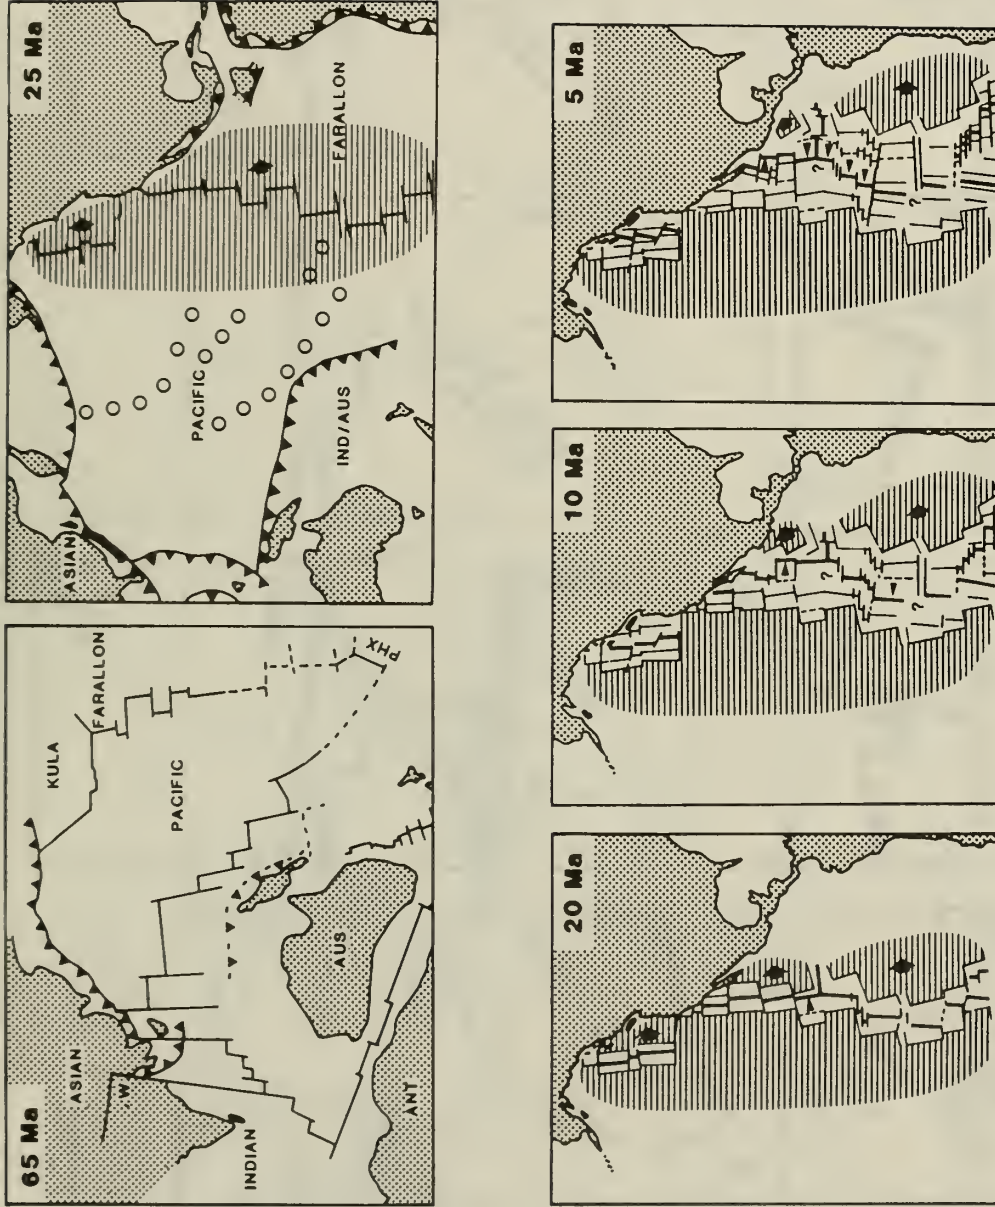 65 Ma
ASIAN
W
INDIAN
KULA
FARALLON
PACIFIC
PHX
AUS
ANT
25 Ma
ASIAN
PACIFIC
FARALLON
IND/AUS
20 Ma
10 Ma
?
?
5 Ma
?
?